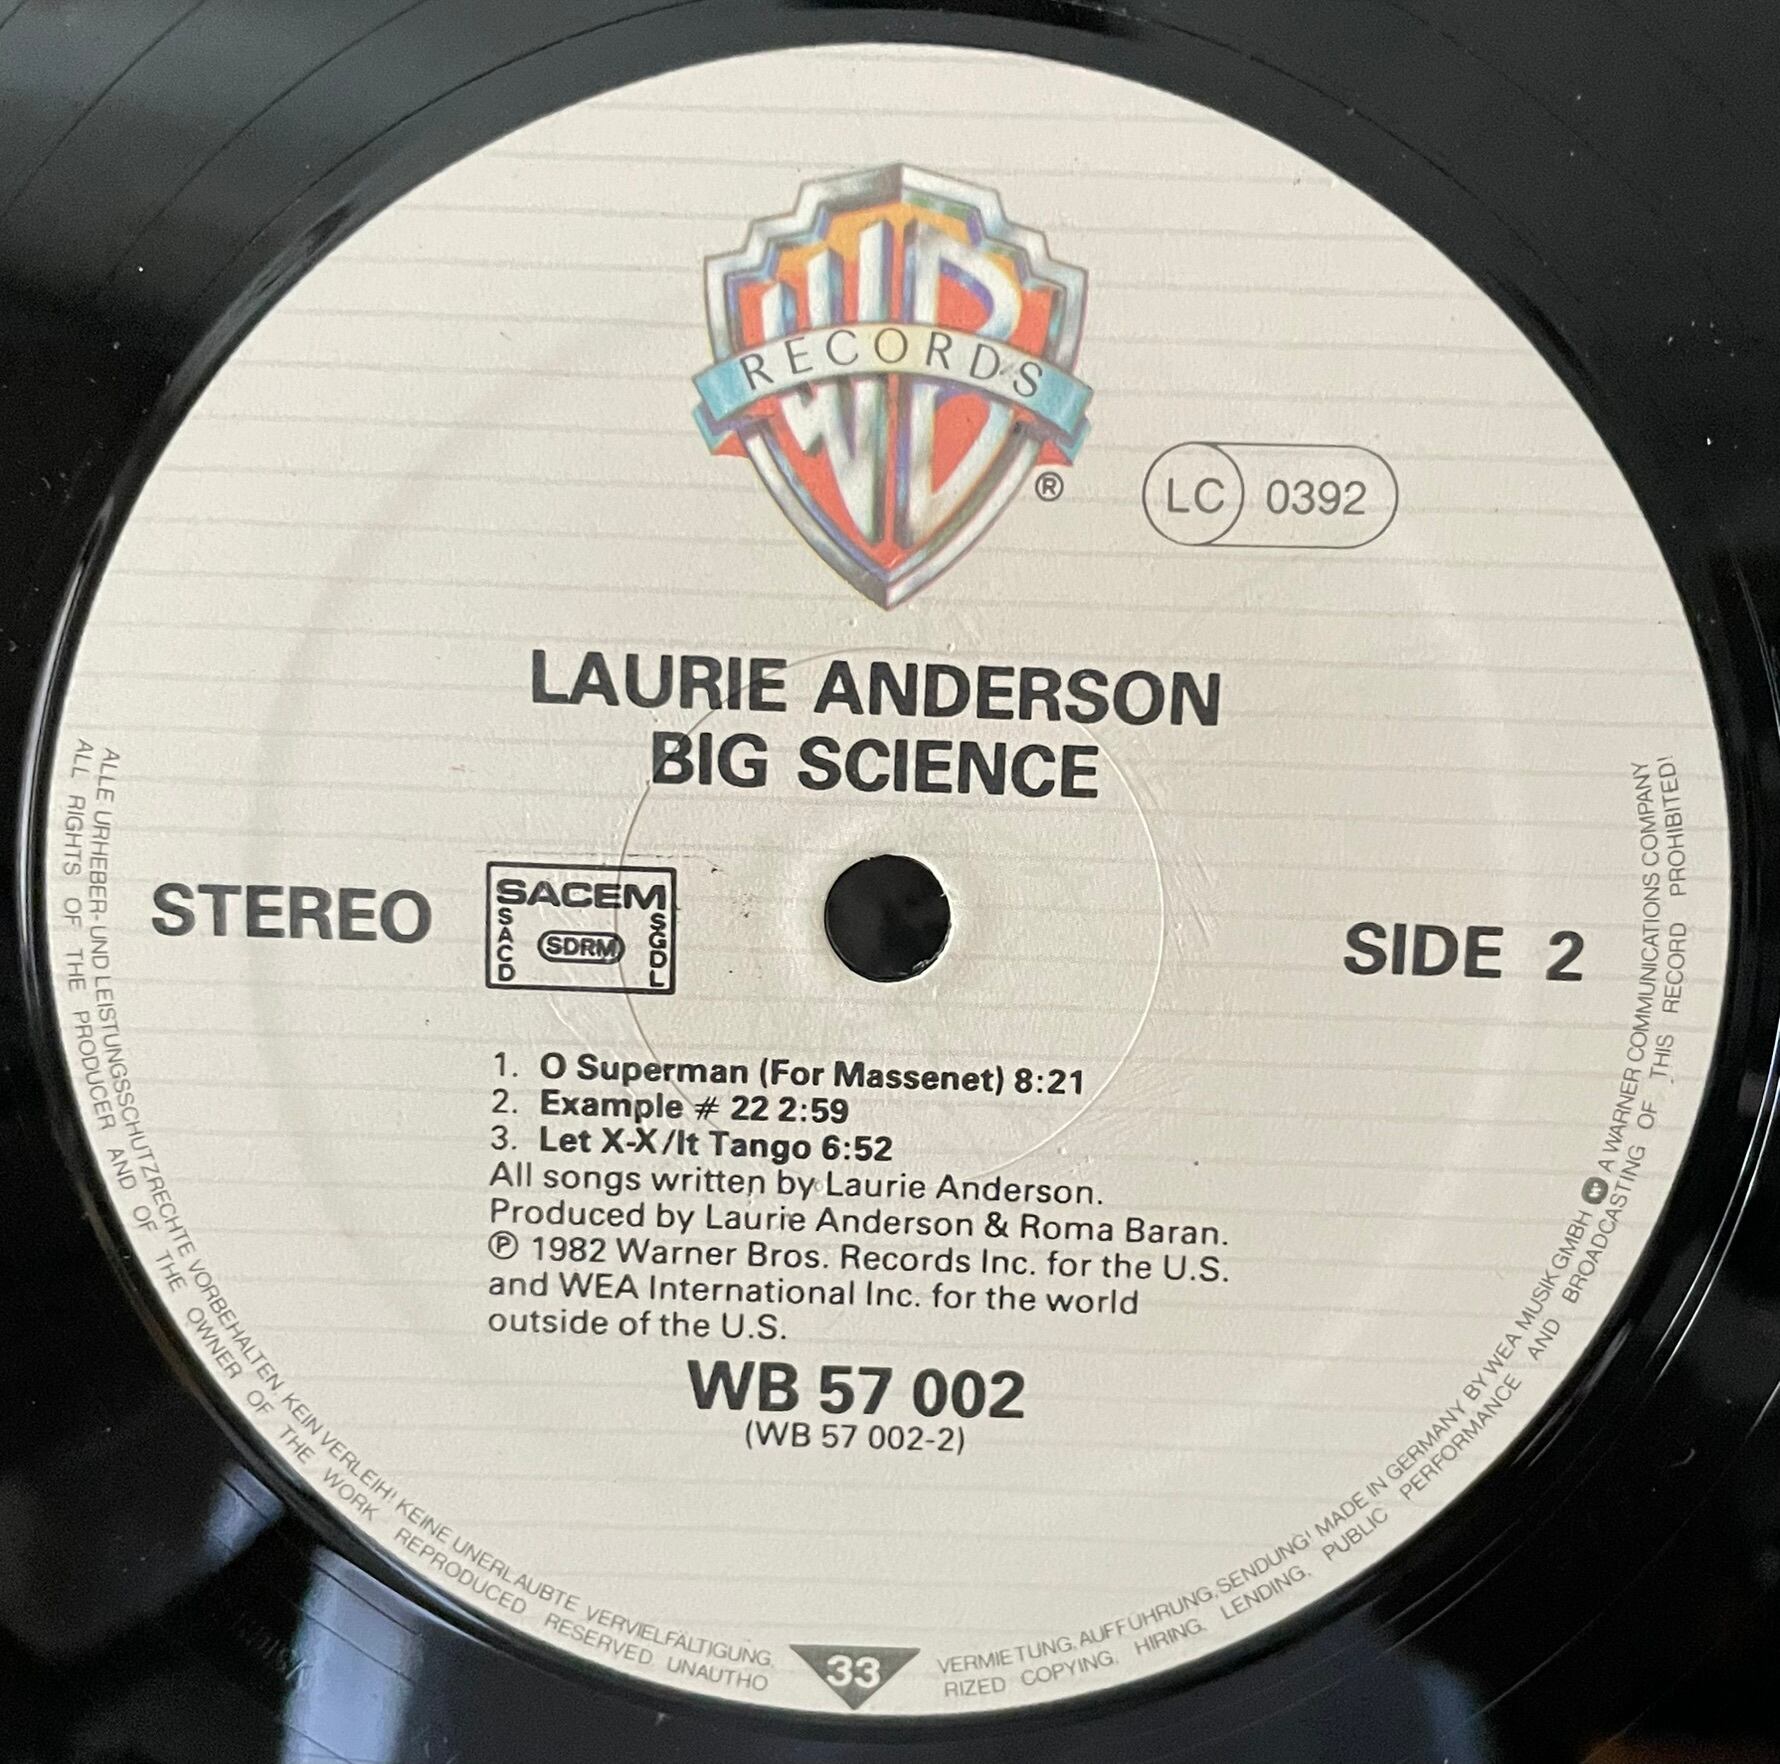 WB
RECORDS
®
LC 0392
LAURIE ANDERSON
BIG SCIENCE
STEREO
SACEM
SACD
SDRM
SGDL
SIDE 2
1. O Superman (For Massenet) 8:21
2. Example # 22 2:59
3. Let X-X/It Tango 6:52
All songs written by Laurie Anderson.
Produced by Laurie Anderson & Roma Baran.
Ⓟ 1982 Warner Bros. Records Inc. for the U.S.
and WEA International Inc. for the world
outside of the U.S.
WB 57 002
(WB 57 002-2)
33
ALLE URHEBER- UND LEISTUNGSSCHUTZRECHTE VORBEHALTEN KEIN VERLEIH! KEINE UNERLAUBTE VERVIELFÄLTIGUNG, VERMIETUNG, AUFFÜHRUNG, SENDUNG! MADE IN GERMANY BY WEA MUSIK GMBH A WARNER COMMUNICATIONS COMPANY
ALL RIGHTS OF THE PRODUCER AND OF THE OWNER OF THE WORK REPRODUCED RESERVED UNAUTHORIZED COPYING, HIRING, LENDING, PUBLIC PERFORMANCE AND BROADCASTING OF THIS RECORD PROHIBITED!